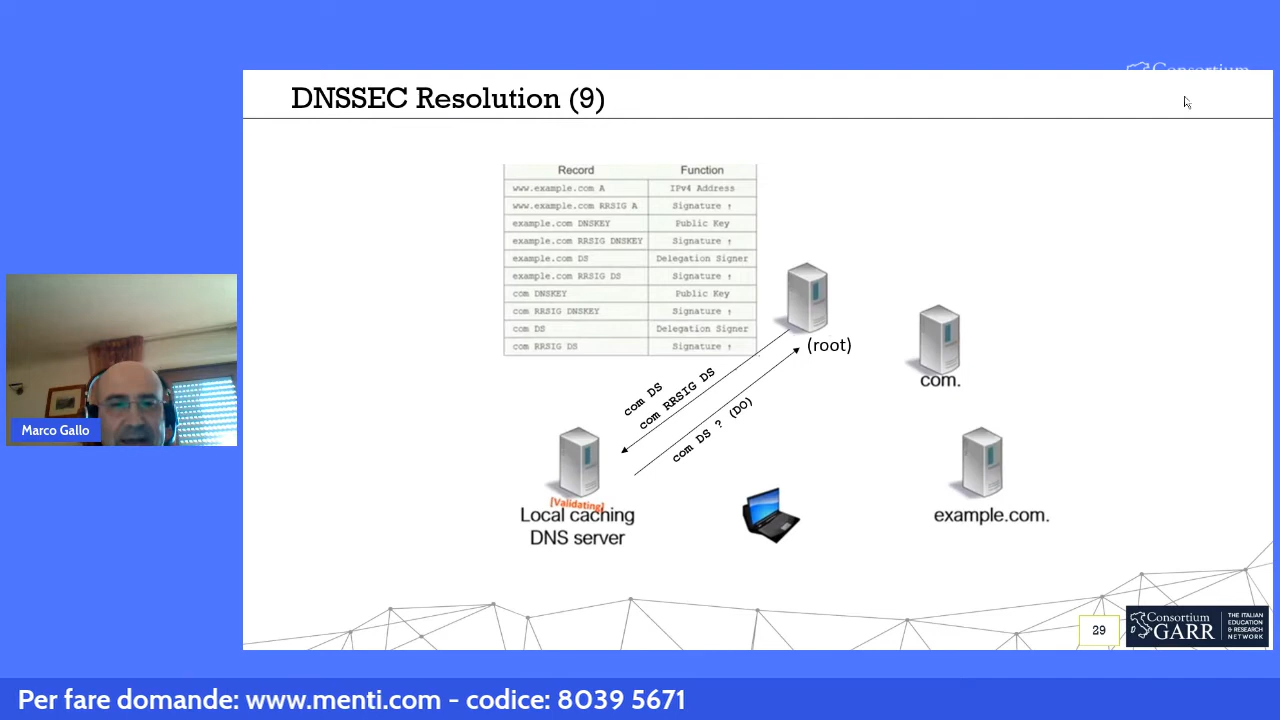 Consortium
DNSSEC Resolution (9)
Record Function
www.example.com A IPv4 Address
www.example.com RRSIG A Signature ↑
example.com DNSKEY Public Key
example.com RRSIG DNSKEY Signature ↑
example.com DS Delegation Signer
example.com RRSIG DS Signature ↑
com DNSKEY Public Key
com RRSIG DNSKEY Signature ↑
com DS Delegation Signer
com RRSIG DS Signature ↑
(root)
com.
com DS
com RRSIG DS
com DS ? (DO)
Marco Gallo
[Validating]
Local caching
DNS server
example.com.
29
Consortium
GARR
THE ITALIAN
EDUCATION
& RESEARCH
NETWORK
Per fare domande: www.menti.com - codice: 8039 5671